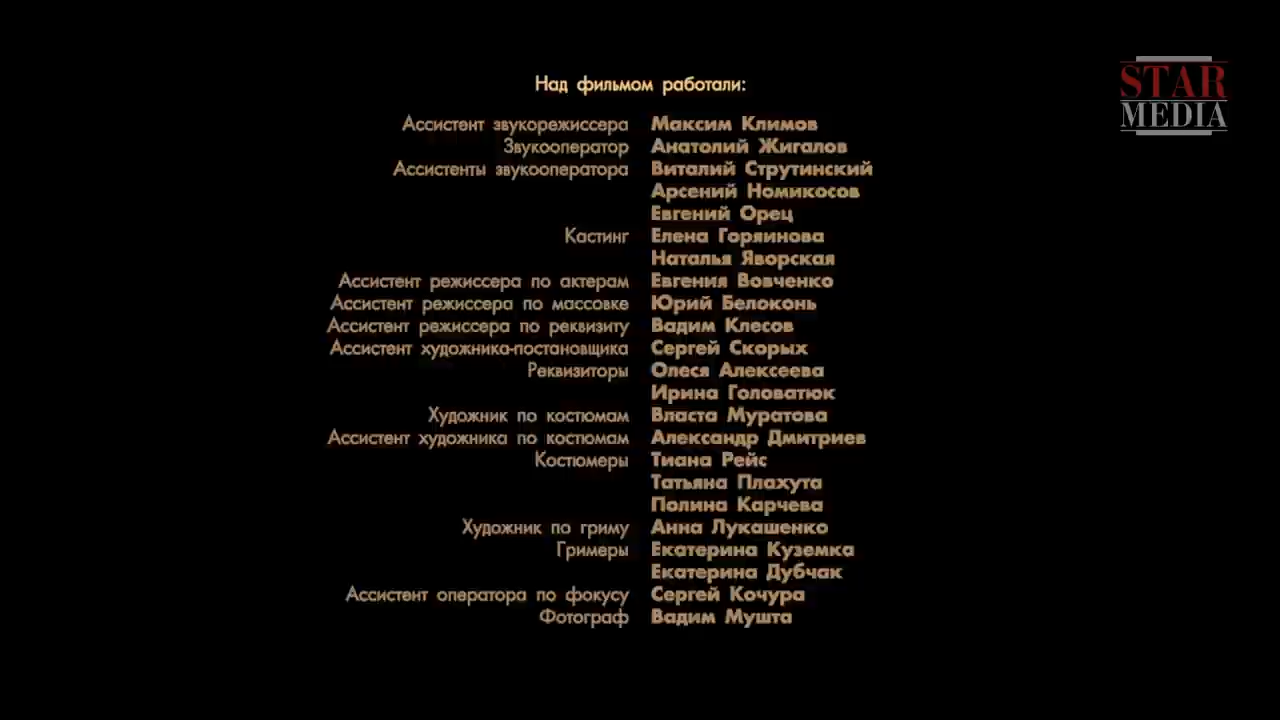 Над фильмом работали:
STAR
MEDIA
Ассистент звукорежиссера Максим Климов
Звукооператор Анатолий Жигалов
Ассистенты звукооператора Виталий Струтинский
Арсений Номикосов
Евгений Орец
Кастинг Елена Горяинова
Наталья Яворская
Ассистент режиссера по актерам Евгения Вовченко
Ассистент режиссера по массовке Юрий Белоконь
Ассистент режиссера по реквизиту Вадим Клесов
Ассистент художника-постановщика Сергей Скорых
Реквизиторы Олеся Алексеева
Ирина Головатюк
Художник по костюмам Власта Муратова
Ассистент художника по костюмам Александр Дмитриев
Костюмеры Тиана Рейс
Татьяна Плахута
Полина Карчева
Художник по гриму Анна Лукашенко
Гримеры Екатерина Куземка
Екатерина Дубчак
Ассистент оператора по фокусу Сергей Кочура
Фотограф Вадим Мушта